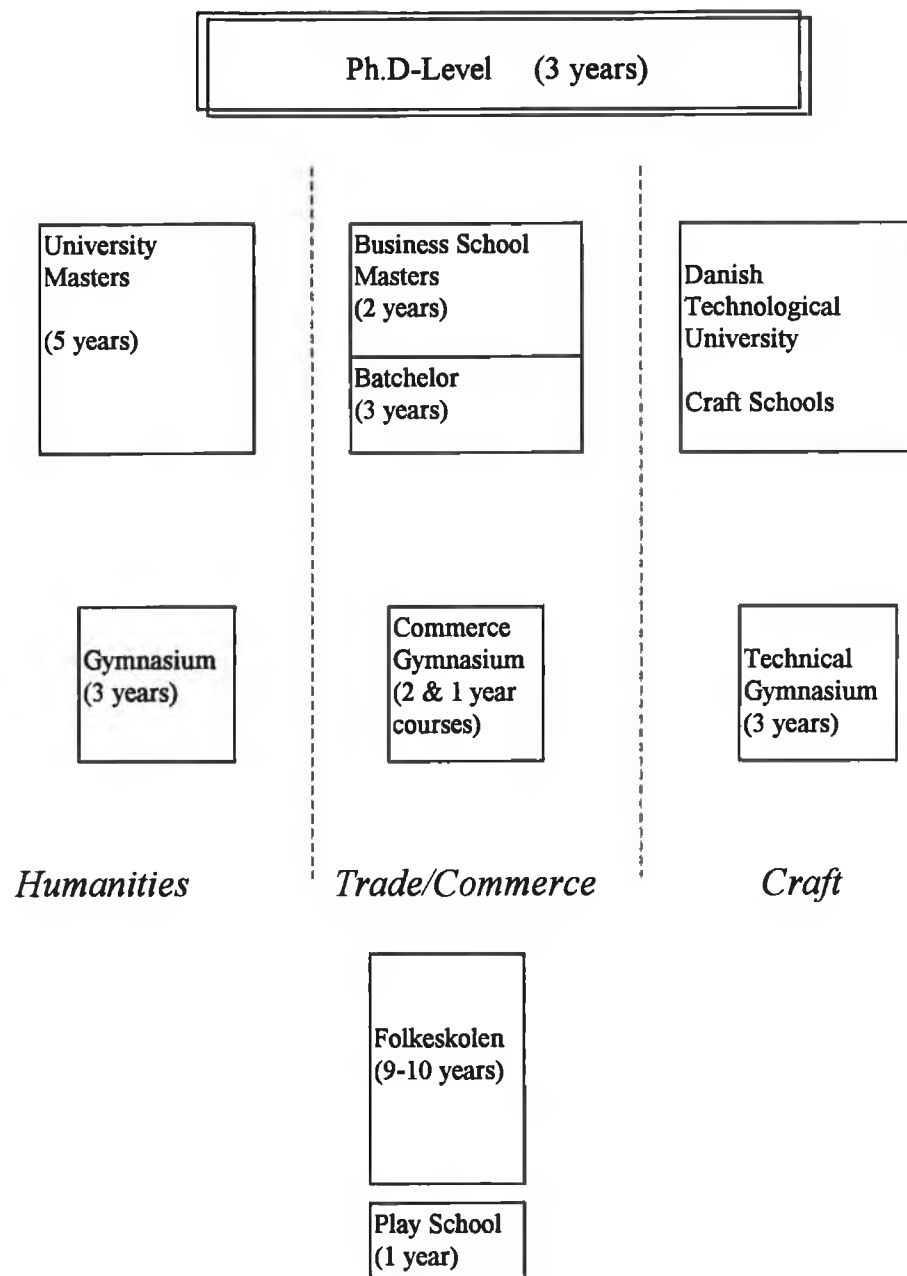 Ph.D-Level (3 years)
University
Masters
(5 years)
Business School
Masters
(2 years)
Batchelor
(3 years)
Danish
Technological
University
Craft Schools
Gymnasium
(3 years)
Commerce
Gymnasium
(2 & 1 year
courses)
Technical
Gymnasium
(3 years)
Humanities
Trade/Commerce
Craft
Folkeskolen
(9-10 years)
Play School
(1 year)